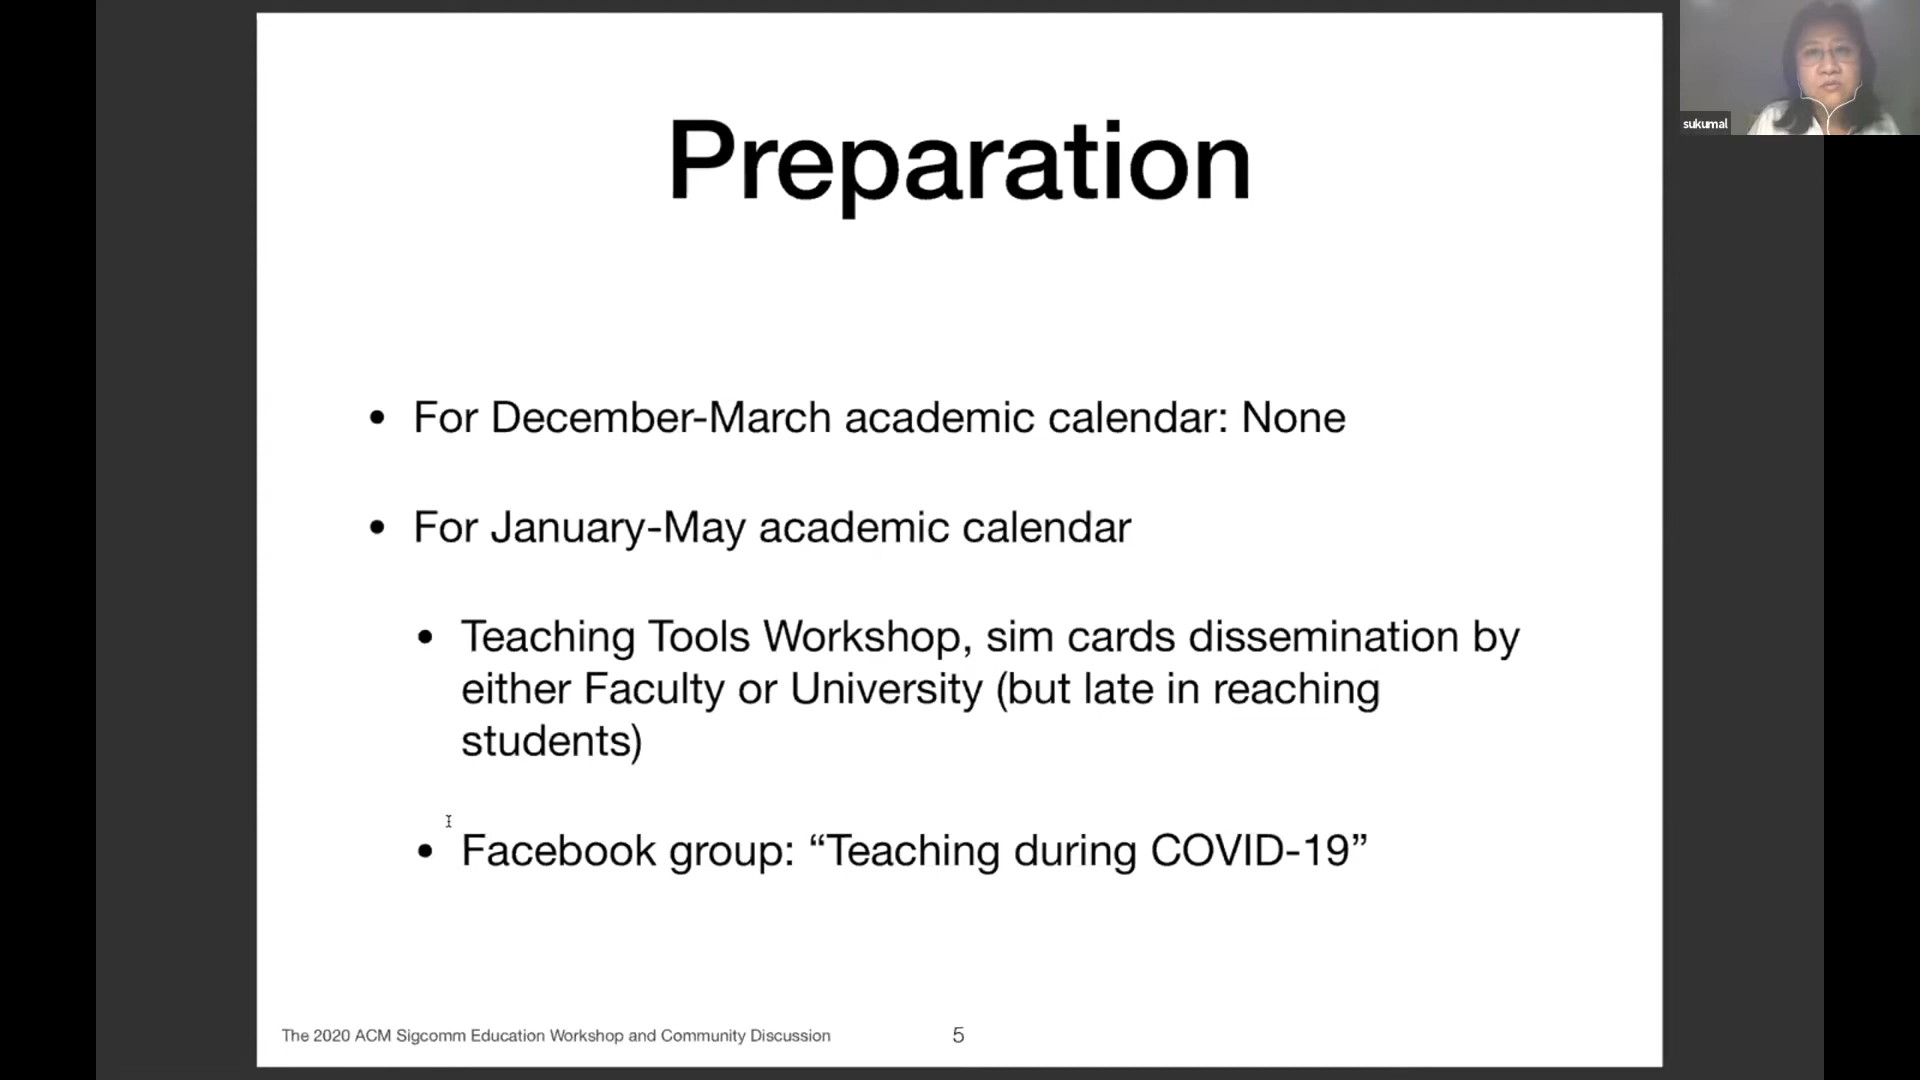 sukumal
Preparation
• For December-March academic calendar: None
• For January-May academic calendar
• Teaching Tools Workshop, sim cards dissemination by
either Faculty or University (but late in reaching
students)
• Facebook group: “Teaching during COVID-19”
The 2020 ACM Sigcomm Education Workshop and Community Discussion
5